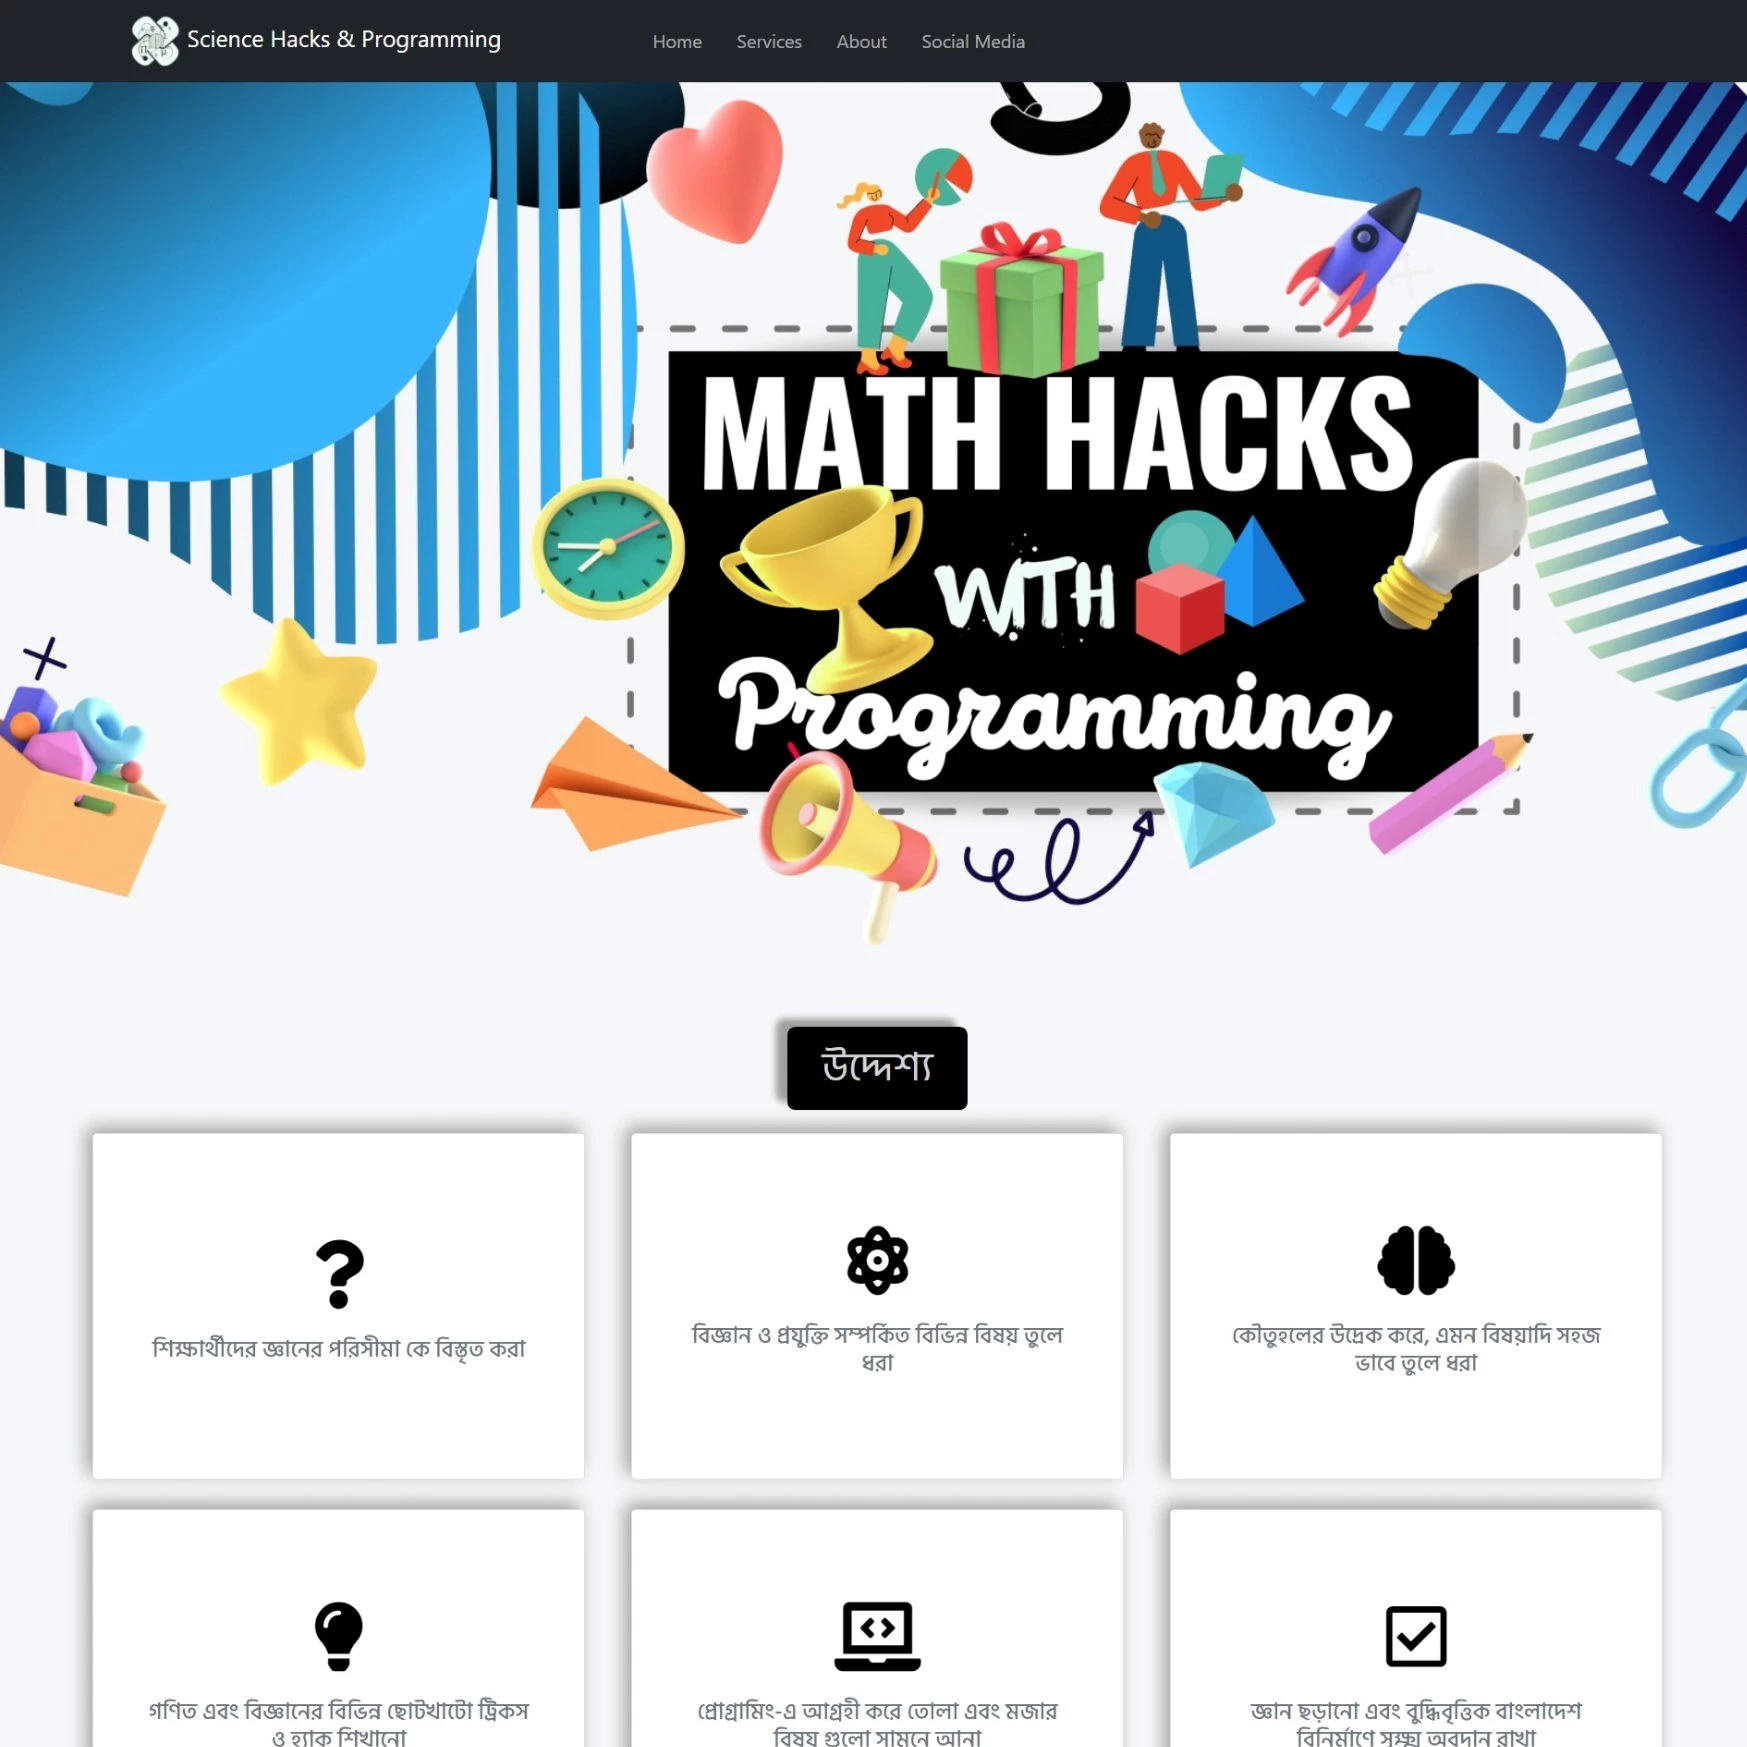 Science Hacks & Programming
Home Services About Social Media
MATH HACKS
WITH
Programming
উদ্দেশ্য
শিক্ষার্থীদের জ্ঞানের পরিসীমা কে বিস্তৃত করা
বিজ্ঞান ও প্রযুক্তি সম্পর্কিত বিভিন্ন বিষয় তুলে
ধরা
কৌতুহলের উদ্রেক করে, এমন বিষয়াদি সহজ
ভাবে তুলে ধরা
গণিত এবং বিজ্ঞানের বিভিন্ন ছোটখাটো ট্রিকস
ও হ্যাক শিখানো
প্রোগ্রামিং-এ আগ্রহী করে তোলা এবং মজার
বিষয় গুলো সামনে আনা
জ্ঞান ছড়ানো এবং বুদ্ধিবৃত্তিক বাংলাদেশ
বিনির্মাণে সূক্ষ্ম অবদান রাখা